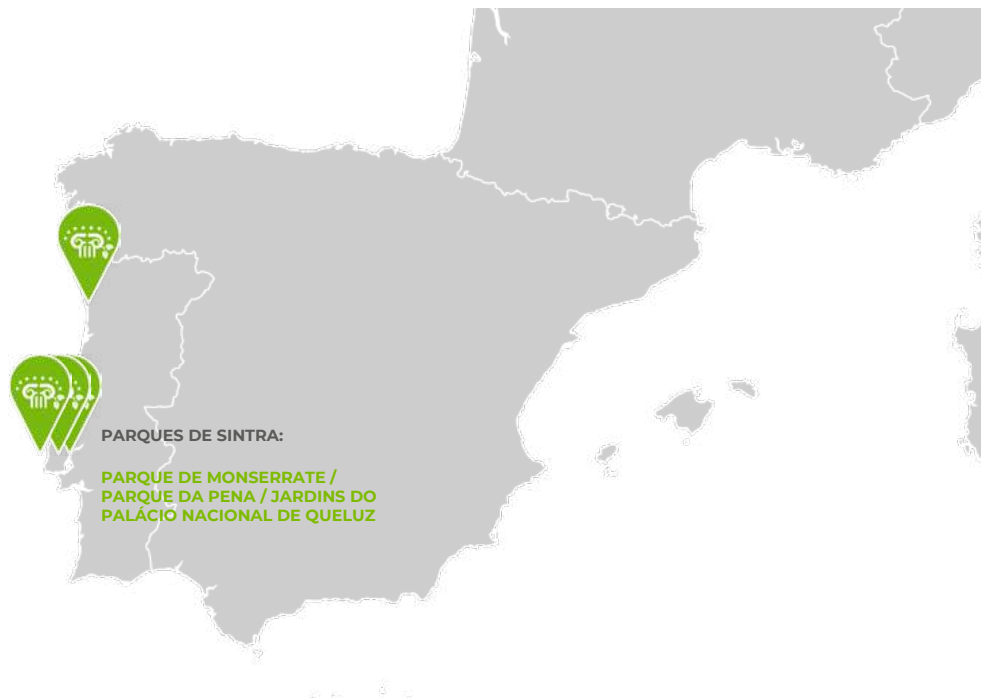 PARQUES DE SINTRA:
PARQUE DE MONSERRATE /
PARQUE DA PENA / JARDINS DO
PALÁCIO NACIONAL DE QUELUZ